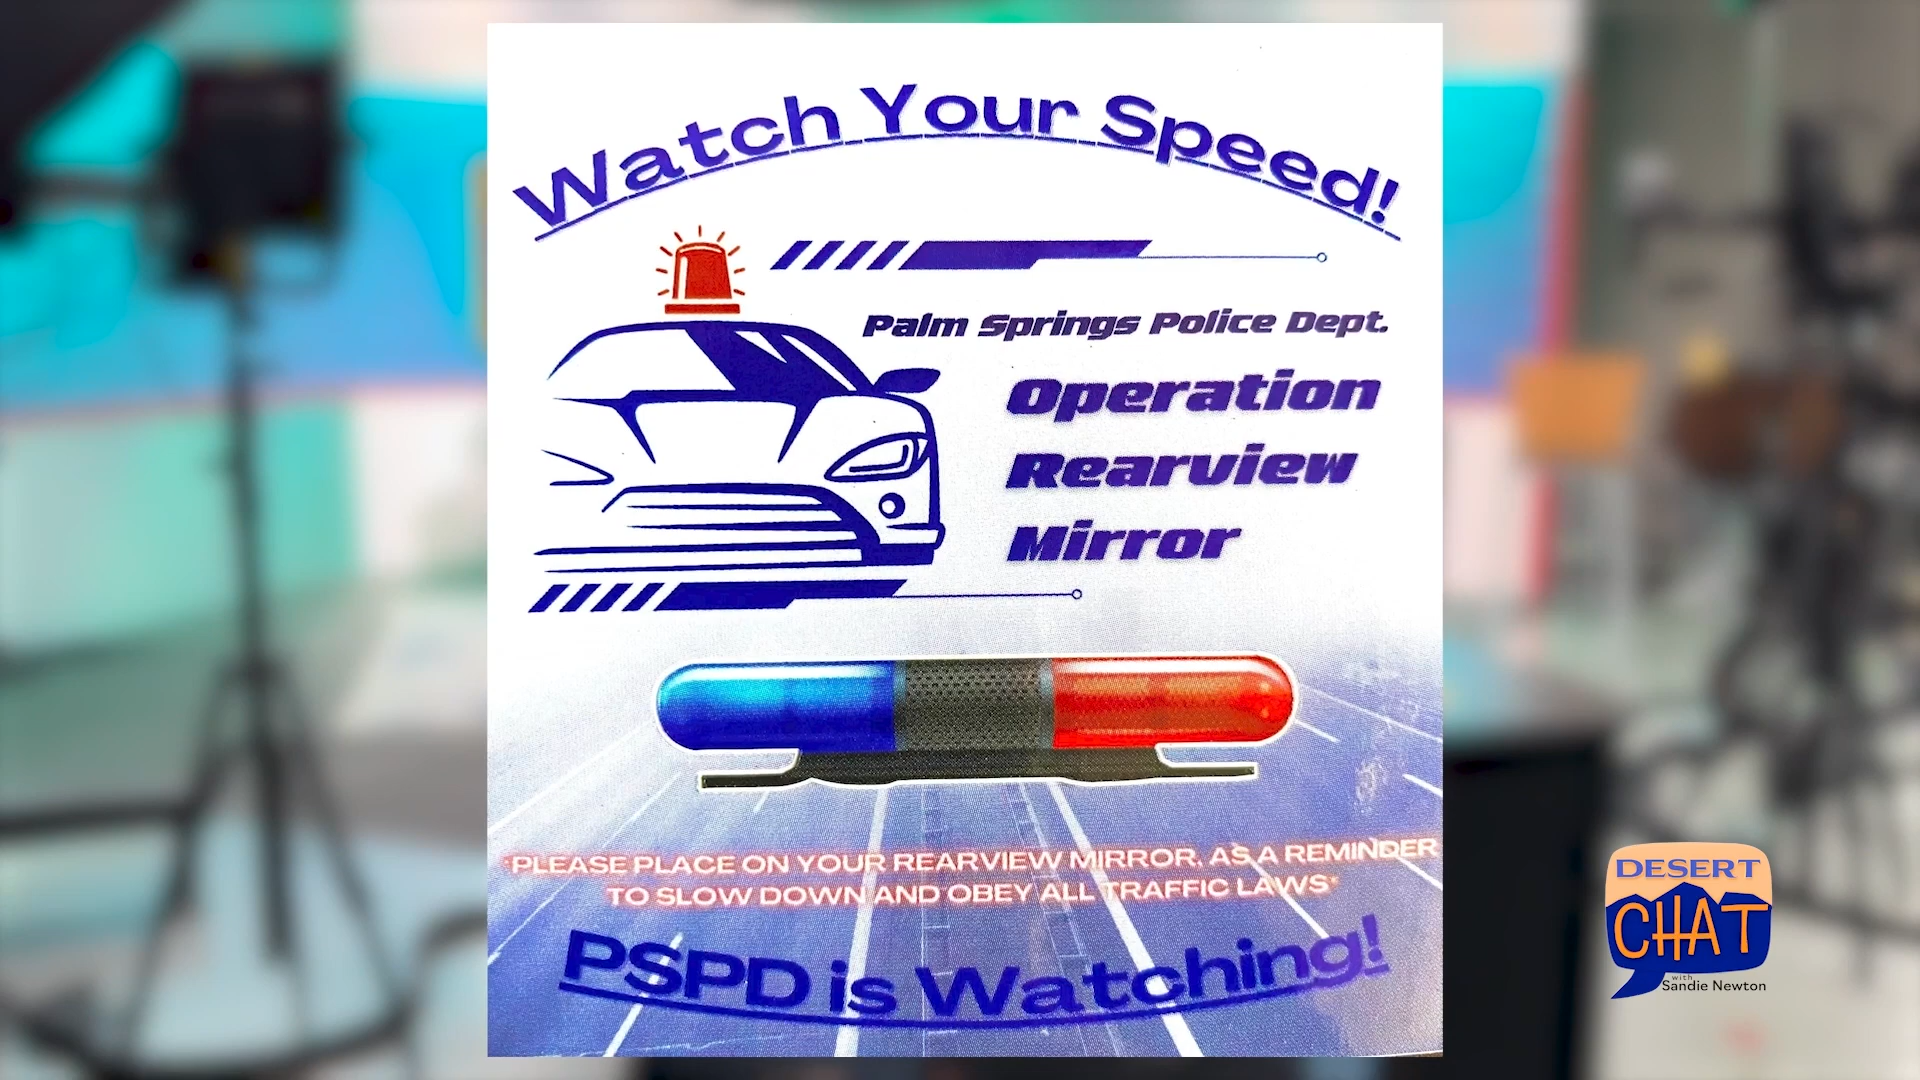 Watch Your Speed!
Palm Springs Police Dept.
Operation
Rearview
Mirror
*PLEASE PLACE ON YOUR REARVIEW MIRROR, AS A REMINDER
TO SLOW DOWN AND OBEY ALL TRAFFIC LAWS*
PSPD is Watching!
DESERT
CHAT
with
Sandie Newton